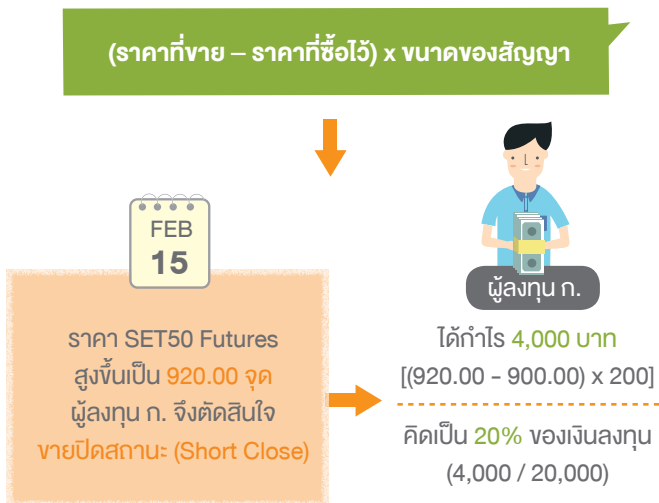 (ราคาที่ขาย – ราคาที่ซื้อไว้) x ขนาดของสัญญา
FEB
15
ราคา SET50 Futures
สูงขึ้นเป็น 920.00 จุด
ผู้ลงทุน ก. จึงตัดสินใจ
ขายปิดสถานะ (Short Close)
ผู้ลงทุน ก.
ได้กำไร 4,000 บาท
[(920.00 - 900.00) x 200]
คิดเป็น 20% ของเงินลงทุน
(4,000 / 20,000)